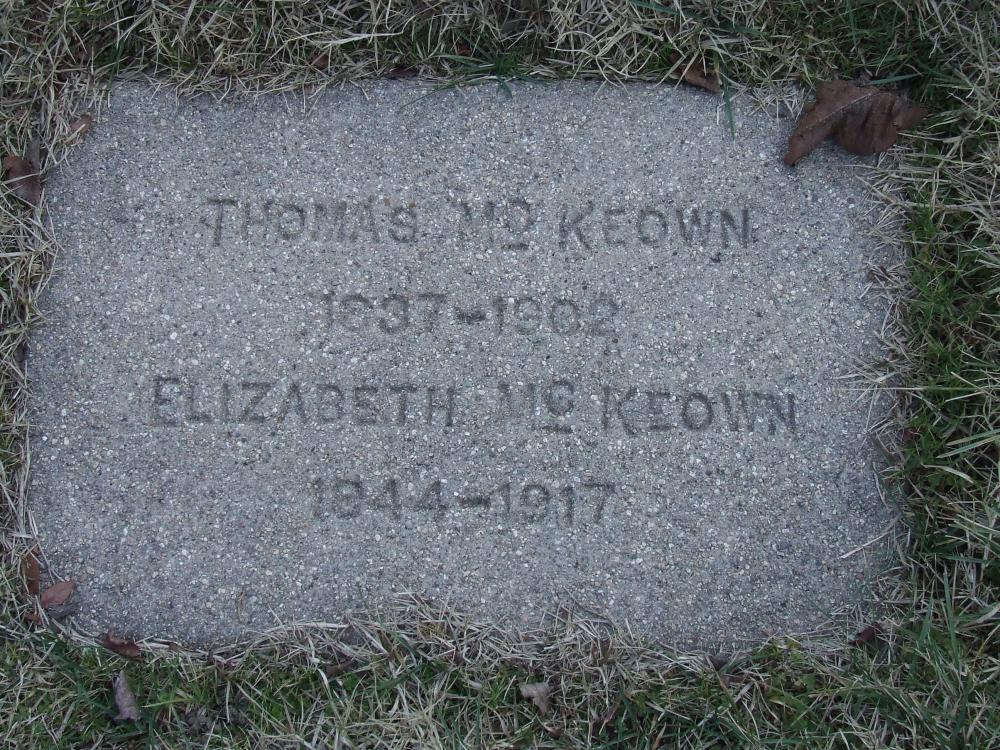 THOMAS Mc KEOWN
1837-1902
ELIZABETH Mc KEOWN
1844-1917